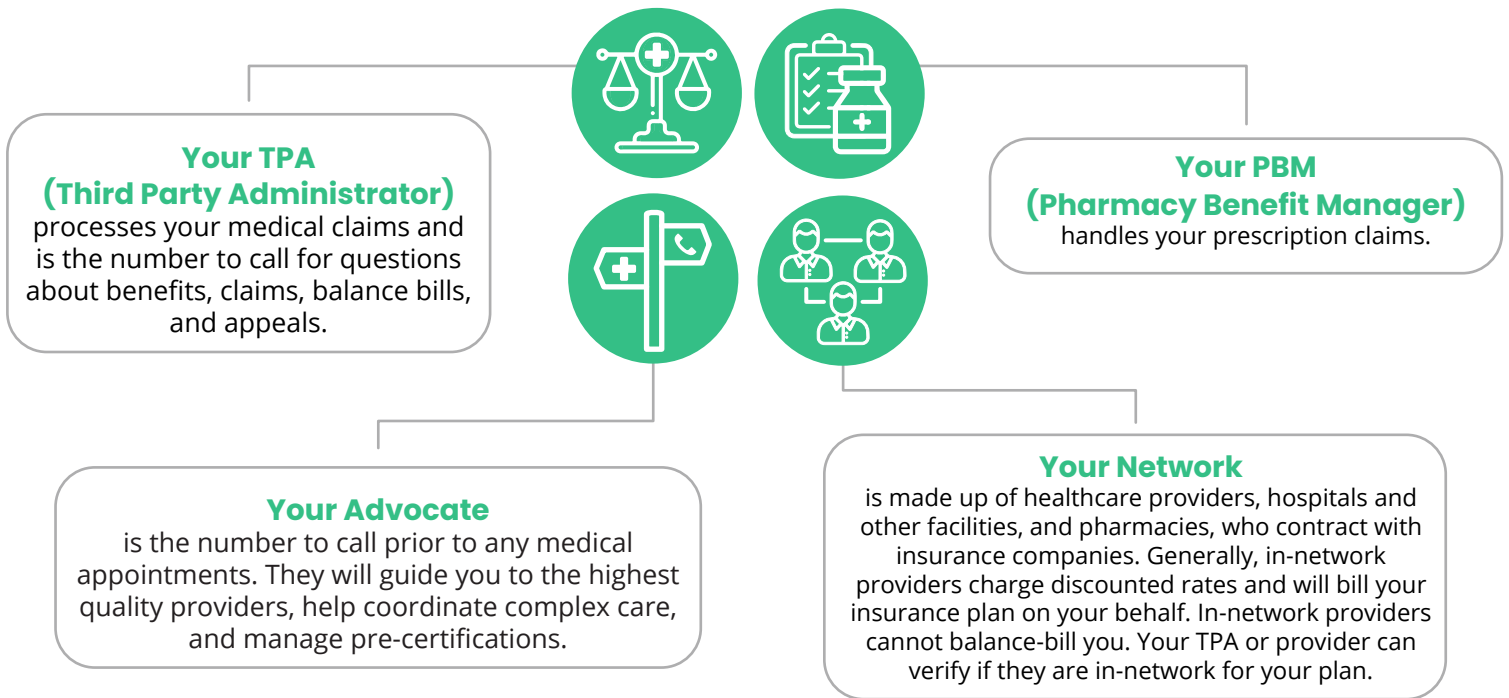 Your TPA
(Third Party Administrator)
processes your medical claims and
is the number to call for questions
about benefits, claims, balance bills,
and appeals.
Your PBM
(Pharmacy Benefit Manager)
handles your prescription claims.
Your Advocate
is the number to call prior to any medical
appointments. They will guide you to the highest
quality providers, help coordinate complex care,
and manage pre-certifications.
Your Network
is made up of healthcare providers, hospitals and
other facilities, and pharmacies, who contract with
insurance companies. Generally, in-network
providers charge discounted rates and will bill your
insurance plan on your behalf. In-network providers
cannot balance-bill you. Your TPA or provider can
verify if they are in-network for your plan.